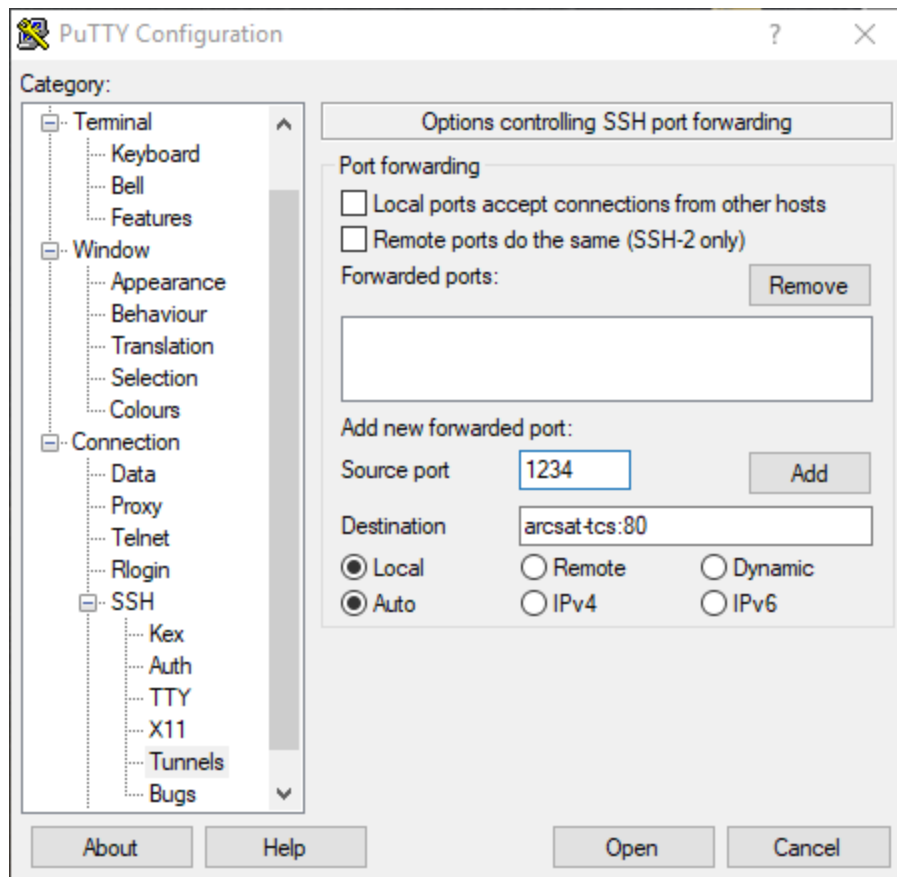 PuTTY Configuration
Category:
Terminal
Keyboard
Bell
Features
Window
Appearance
Behaviour
Translation
Selection
Colours
Connection
Data
Proxy
Telnet
Rlogin
SSH
Kex
Auth
TTY
X11
Tunnels
Bugs
Options controlling SSH port forwarding
Port forwarding
Local ports accept connections from other hosts
Remote ports do the same (SSH-2 only)
Forwarded ports:
Remove
Add new forwarded port:
Source port 1234 Add
Destination arcsat-tcs:80
Local Remote Dynamic
Auto IPv4 IPv6
About Help Open Cancel